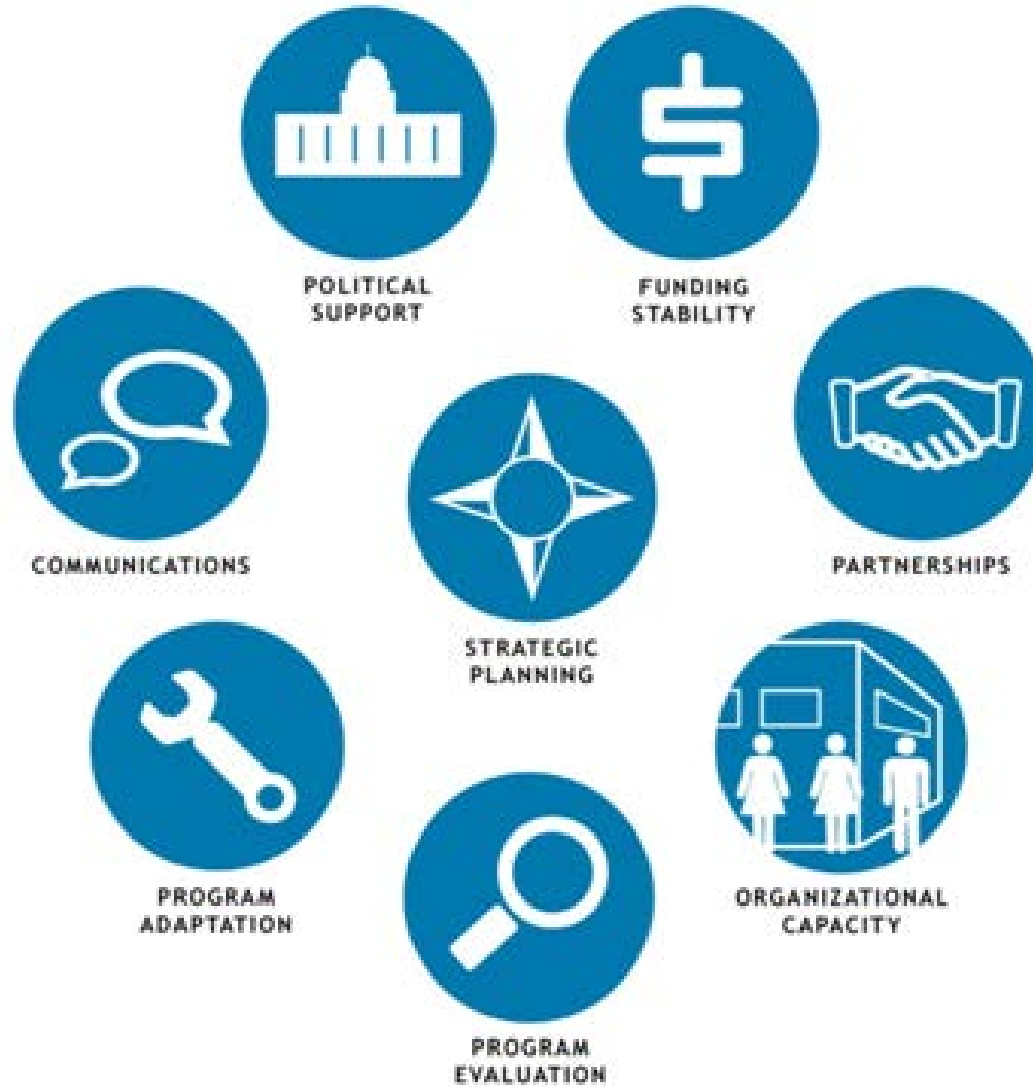 POLITICAL
SUPPORT
FUNDING
STABILITY
COMMUNICATIONS
STRATEGIC
PLANNING
PARTNERSHIPS
PROGRAM
ADAPTATION
PROGRAM
EVALUATION
ORGANIZATIONAL
CAPACITY